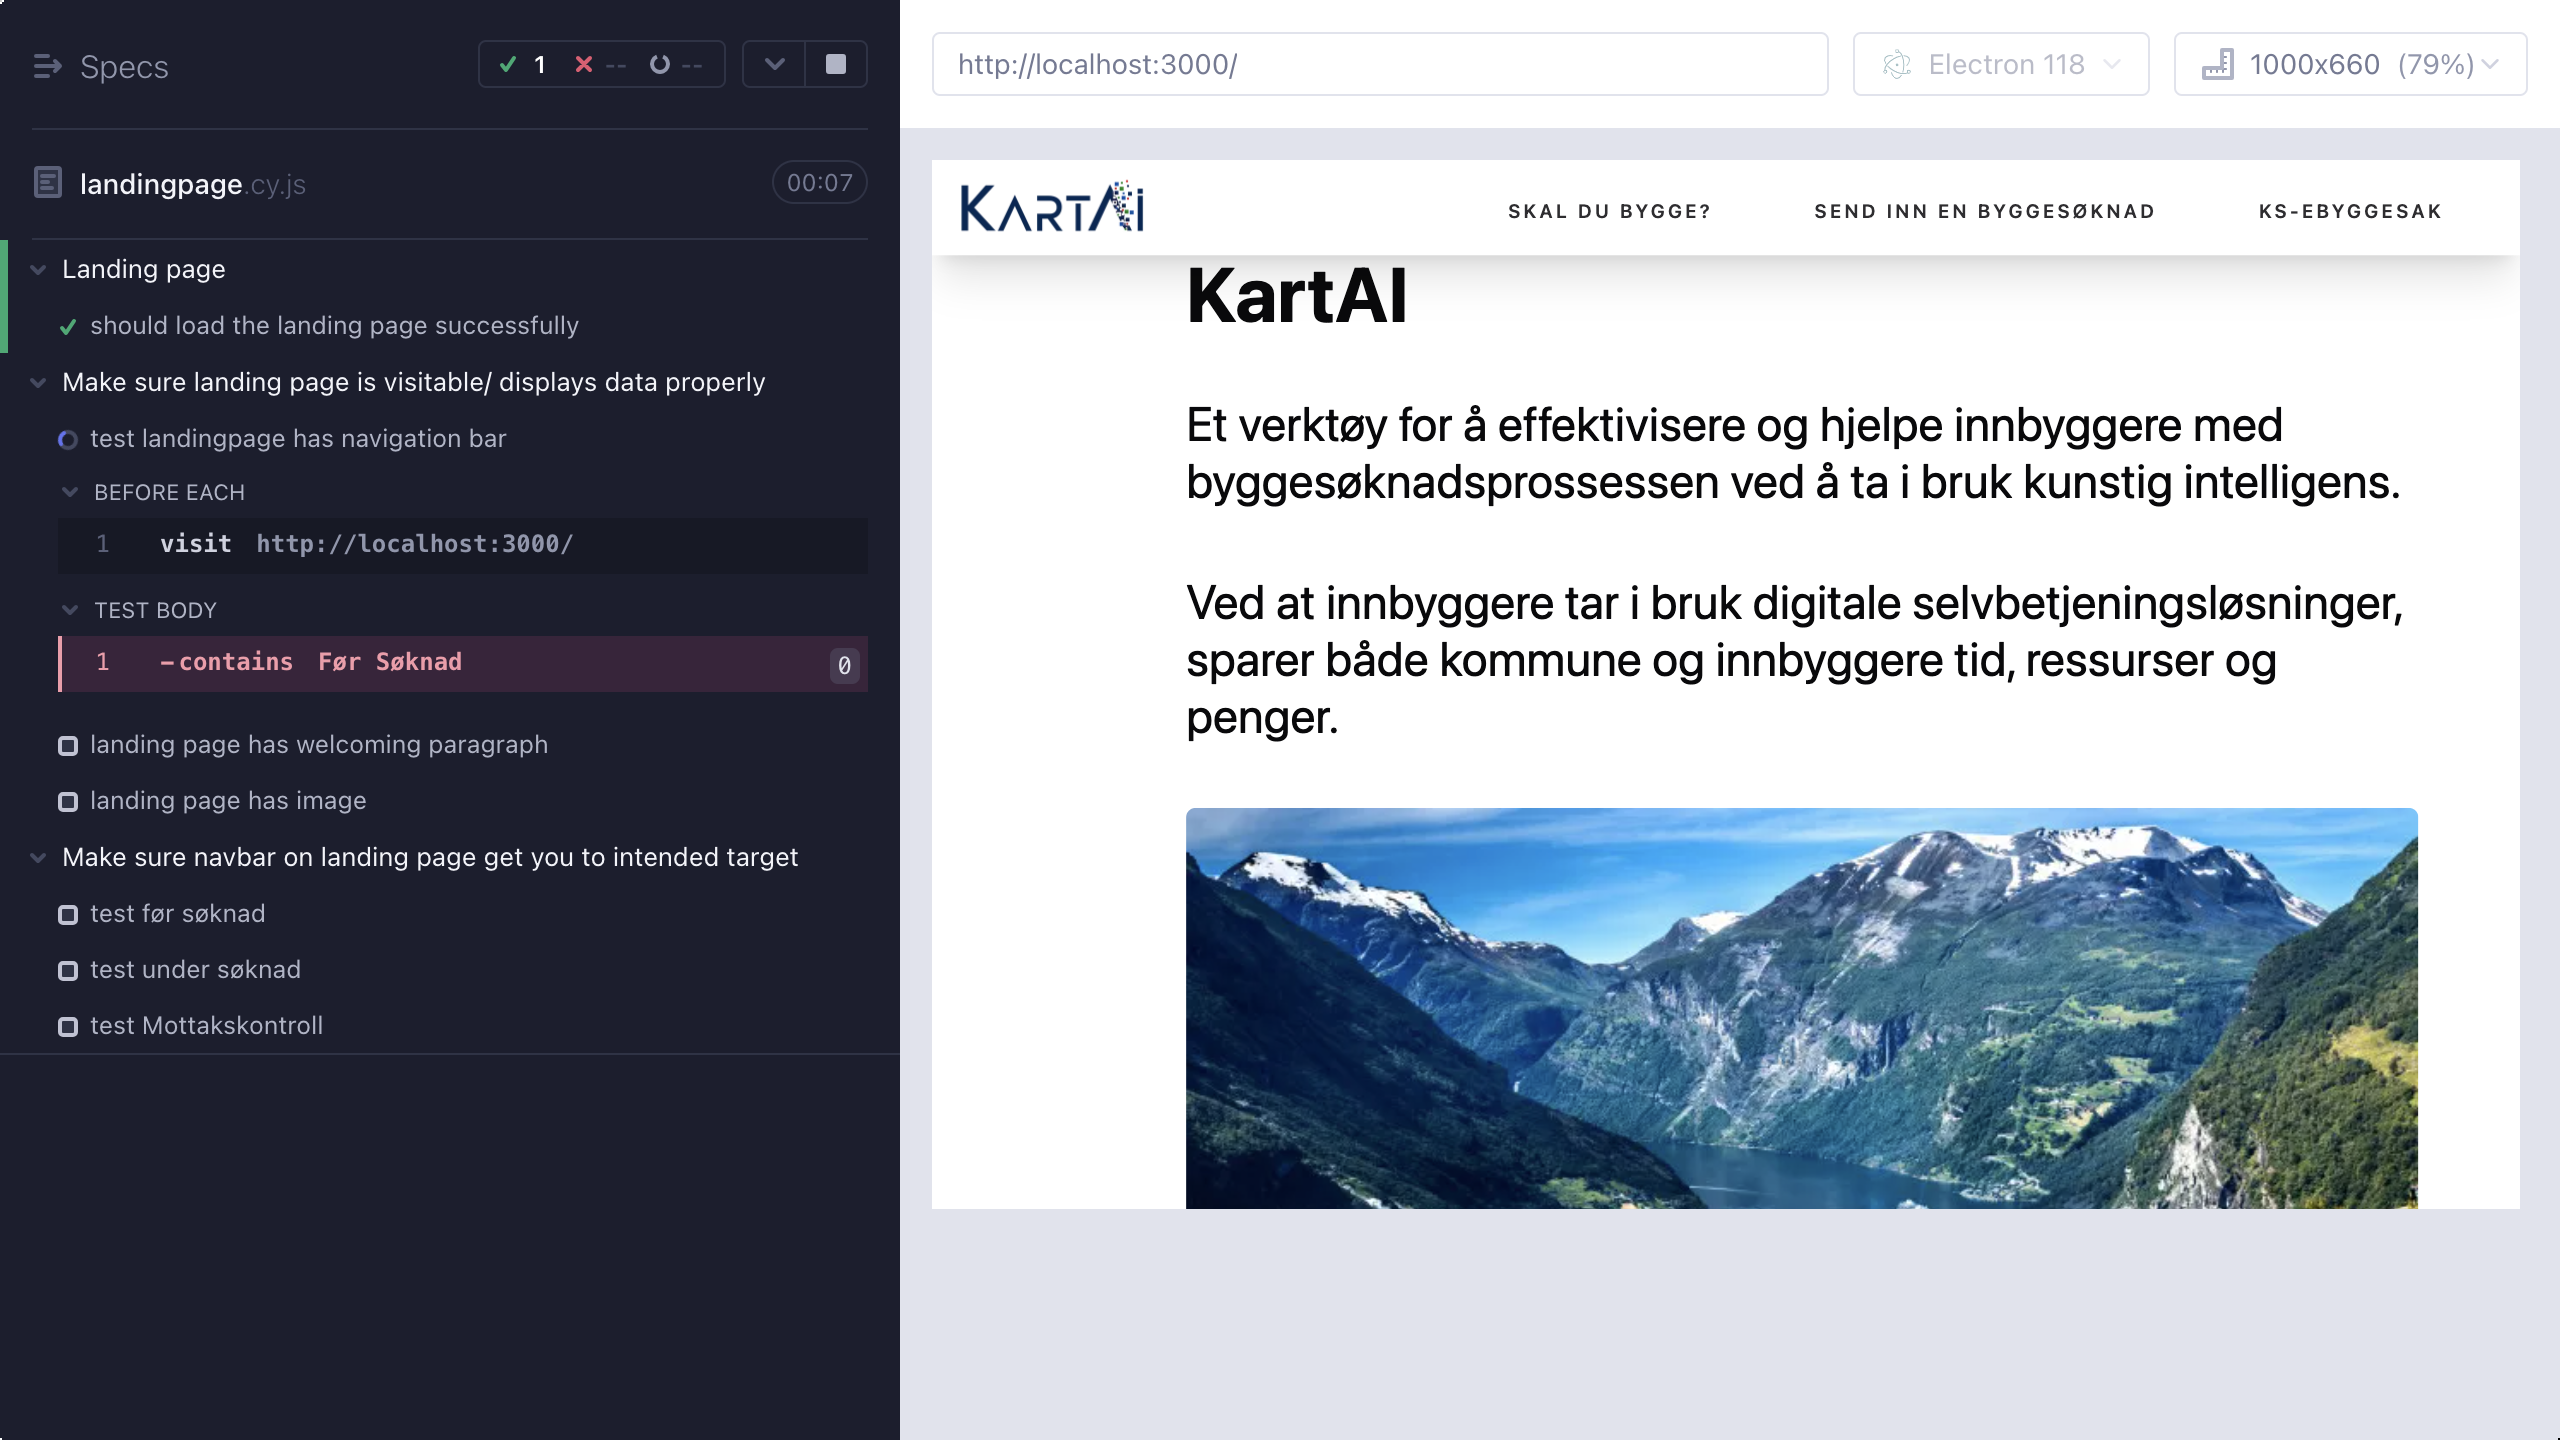 Specs
1 -- --
landingpage.cy.js
00:07
Landing page
should load the landing page successfully
Make sure landing page is visitable/ displays data properly
test landingpage has navigation bar
BEFORE EACH
1 visit http://localhost:3000/
TEST BODY
1 -contains Før Søknad 0
landing page has welcoming paragraph
landing page has image
Make sure navbar on landing page get you to intended target
test før søknad
test under søknad
test Mottakskontroll
http://localhost:3000/
Electron 118
1000x660 (79%)
KARTAI
SKAL DU BYGGE?
SEND INN EN BYGGESØKNAD
KS-EBYGGESAK
KartAI
Et verktøy for å effektivisere og hjelpe innbyggere med
byggesøknadsprossessen ved å ta i bruk kunstig intelligens.
Ved at innbyggere tar i bruk digitale selvbetjeningsløsninger,
sparer både kommune og innbyggere tid, ressurser og
penger.